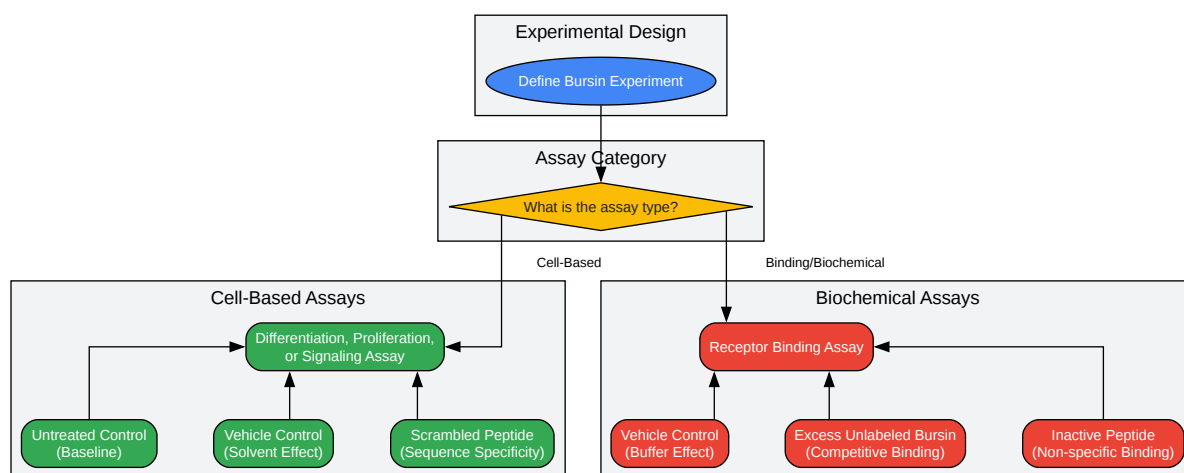 Experimental Design
Define Bursin Experiment
Assay Category
What is the assay type?
Cell-Based
Binding/Biochemical
Cell-Based Assays
Differentiation, Proliferation,
or Signaling Assay
Untreated Control
(Baseline)
Vehicle Control
(Solvent Effect)
Scrambled Peptide
(Sequence Specificity)
Biochemical Assays
Receptor Binding Assay
Vehicle Control
(Buffer Effect)
Excess Unlabeled Bursin
(Competitive Binding)
Inactive Peptide
(Non-specific Binding)